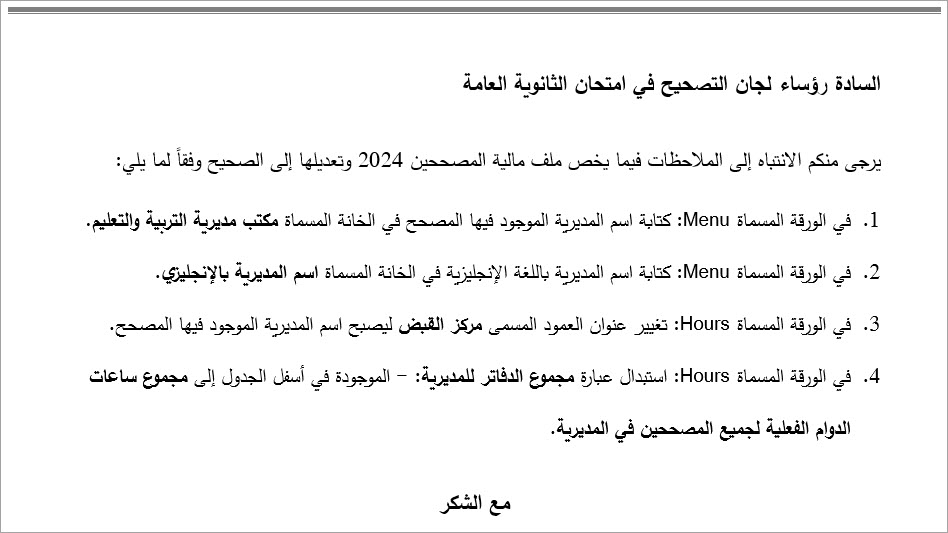 السادة رؤساء لجان التصحيح في امتحان الثانوية العامة
يرجى منكم الانتباه إلى الملاحظات فيما يخص ملف مالية المصححين 2024 وتعديلها إلى الصحيح وفقاً لما يلي:
1. في الورقة المسماة Menu: كتابة اسم المديرية الموجود فيها المصحح في الخانة المسماة مكتب مديرية التربية والتعليم.
2. في الورقة المسماة Menu: كتابة اسم المديرية باللغة الإنجليزية في الخانة المسماة اسم المديرية بالإنجليزي.
3. في الورقة المسماة Hours: تغيير عنوان العمود المسمى مركز القبض ليصبح اسم المديرية الموجود فيها المصحح.
4. في الورقة المسماة Hours: استبدال عبارة مجموع الدفاتر للمديرية: – الموجودة في أسفل الجدول إلى مجموع ساعات
الدوام الفعلية لجميع المصححين في المديرية.
مع الشكر